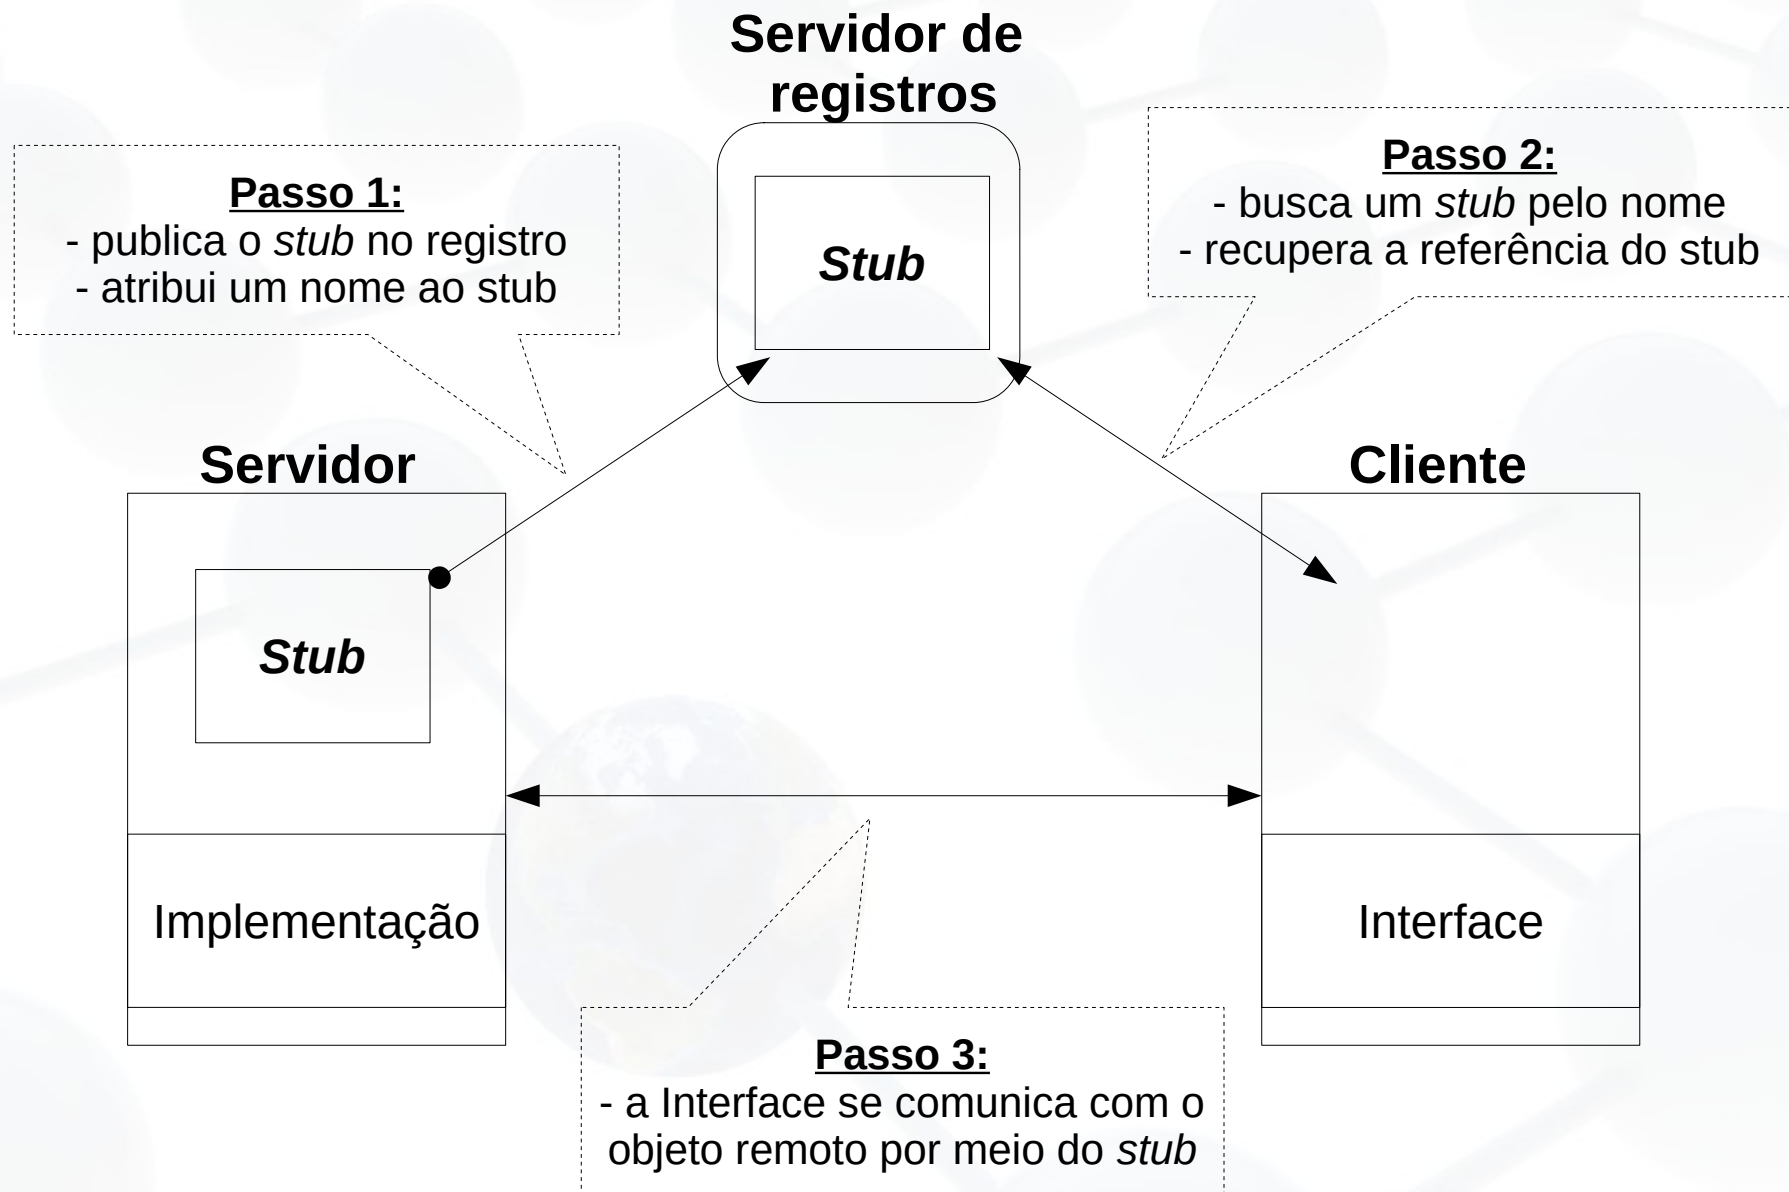 Servidor de
registros
Passo 1:
- publica o stub no registro
- atribui um nome ao stub
Stub
Passo 2:
- busca um stub pelo nome
- recupera a referência do stub
Servidor
Stub
Implementação
Cliente
Interface
Passo 3:
- a Interface se comunica com o
objeto remoto por meio do stub